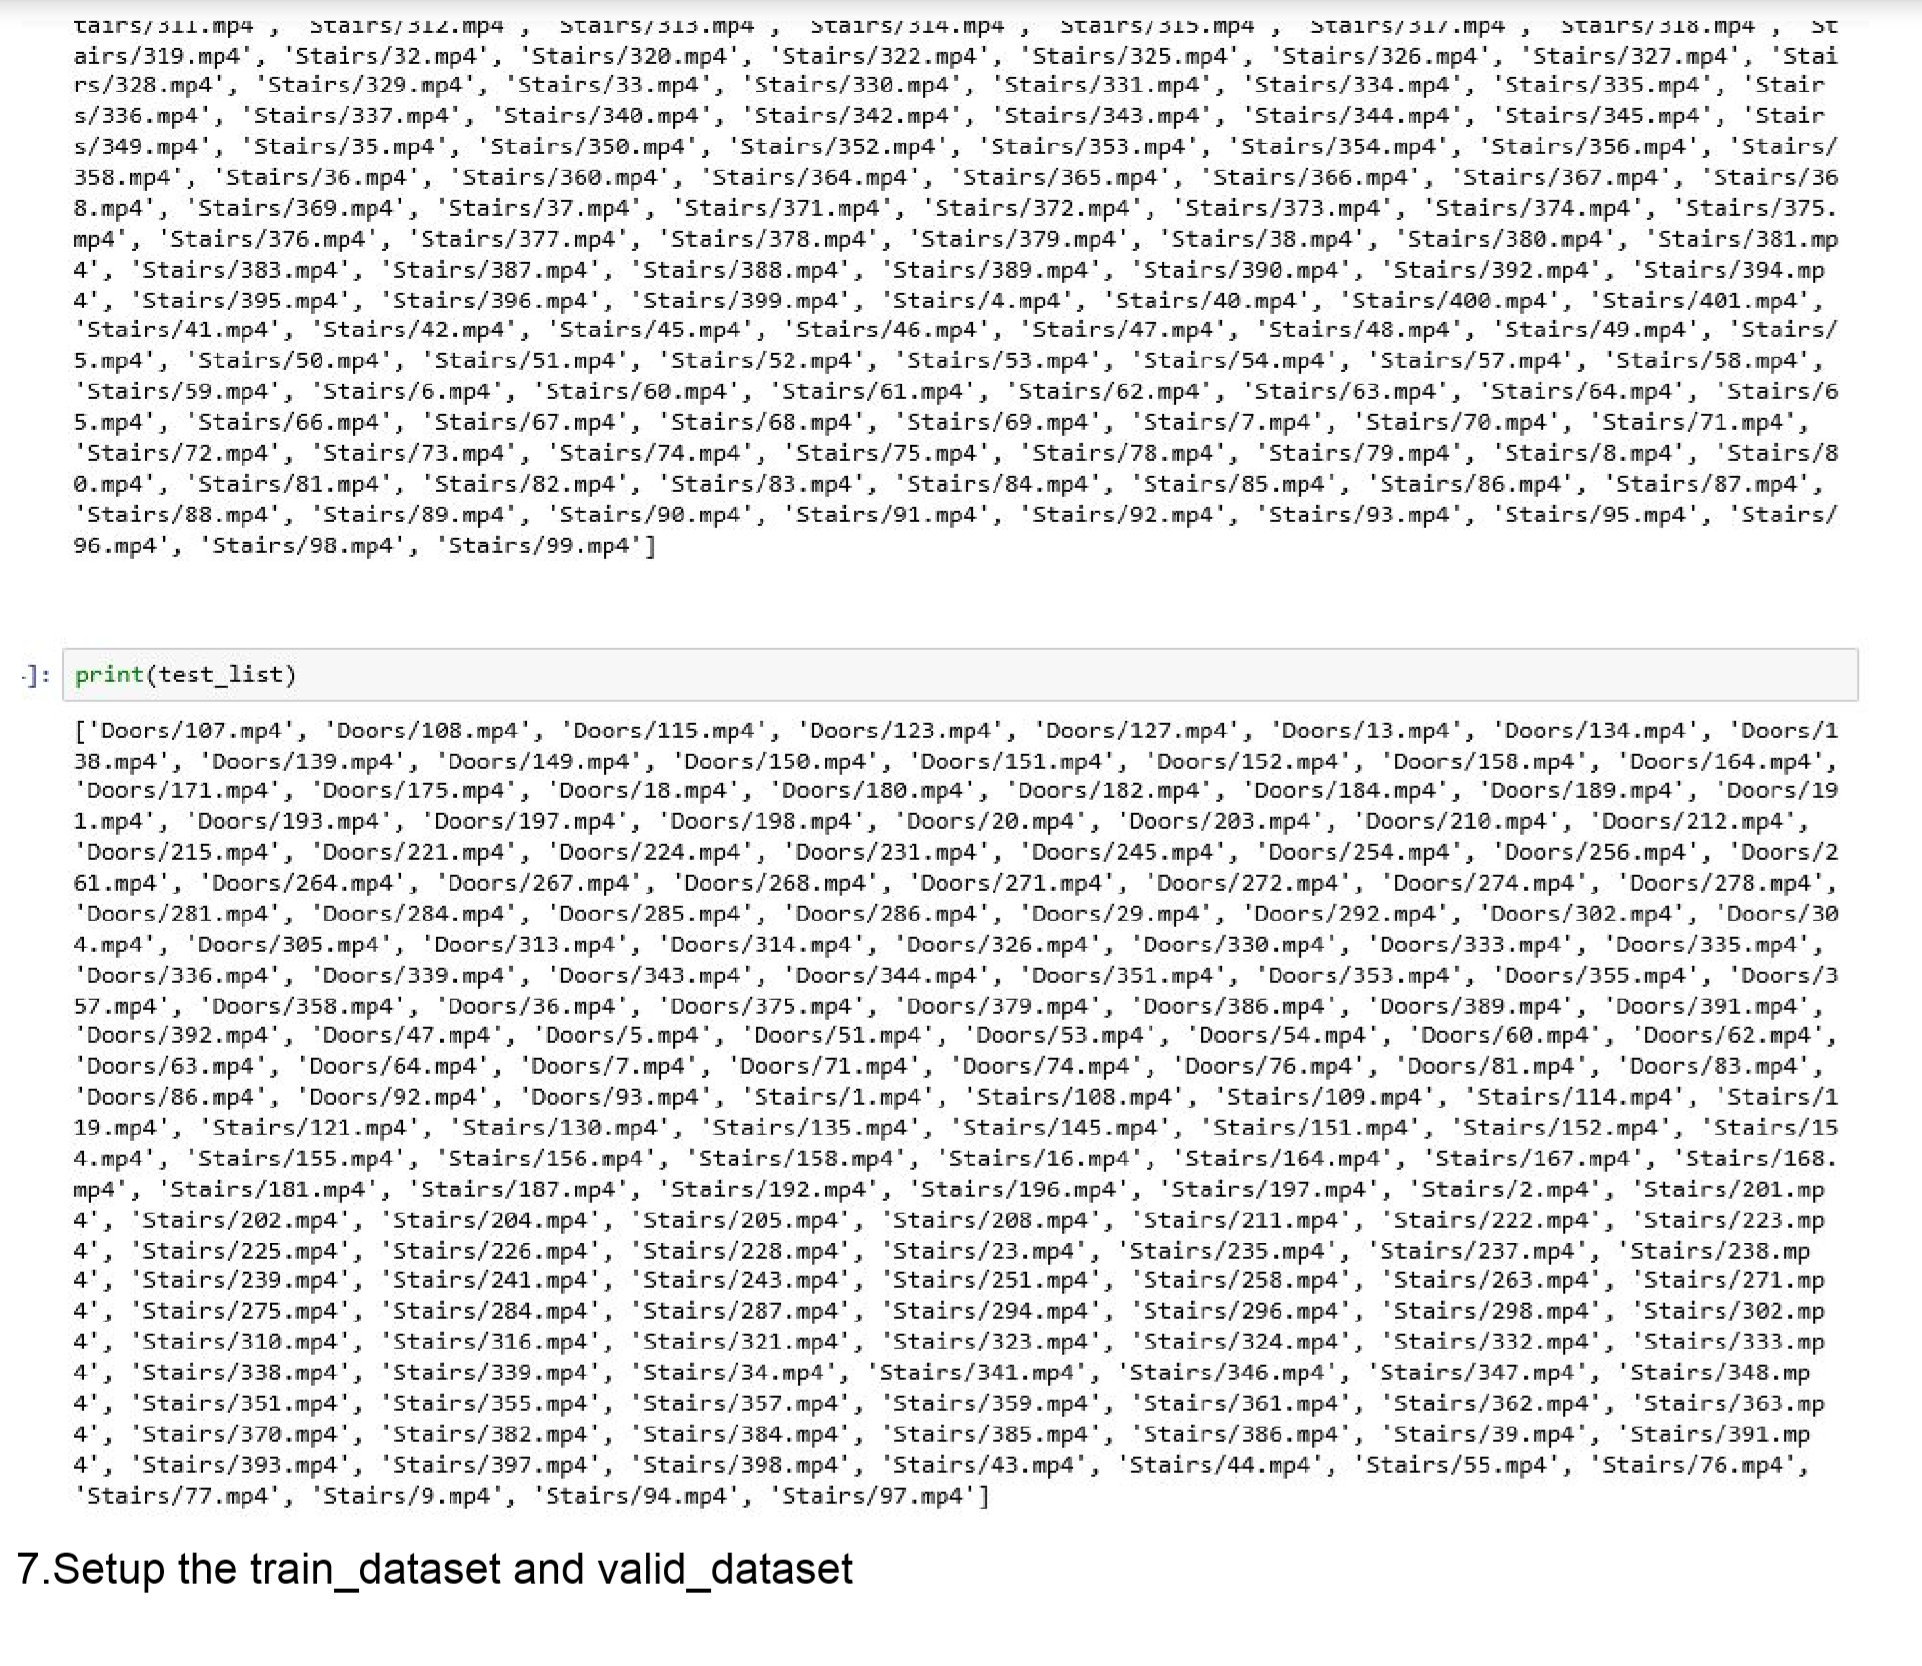 tairs/311.mp4', 'Stairs/312.mp4', 'Stairs/313.mp4', 'Stairs/314.mp4', 'Stairs/315.mp4', 'Stairs/317.mp4', 'Stairs/318.mp4', 'St
airs/319.mp4', 'Stairs/32.mp4', 'Stairs/320.mp4', 'Stairs/322.mp4', 'Stairs/325.mp4', 'Stairs/326.mp4', 'Stairs/327.mp4', 'Stai
rs/328.mp4', 'Stairs/329.mp4', 'Stairs/33.mp4', 'Stairs/330.mp4', 'Stairs/331.mp4', 'Stairs/334.mp4', 'Stairs/335.mp4', 'Stair
s/336.mp4', 'Stairs/337.mp4', 'Stairs/340.mp4', 'Stairs/342.mp4', 'Stairs/343.mp4', 'Stairs/344.mp4', 'Stairs/345.mp4', 'Stair
s/349.mp4', 'Stairs/35.mp4', 'Stairs/350.mp4', 'Stairs/352.mp4', 'Stairs/353.mp4', 'Stairs/354.mp4', 'Stairs/356.mp4', 'Stairs/
358.mp4', 'Stairs/36.mp4', 'Stairs/360.mp4', 'Stairs/364.mp4', 'Stairs/365.mp4', 'Stairs/366.mp4', 'Stairs/367.mp4', 'Stairs/36
8.mp4', 'Stairs/369.mp4', 'Stairs/37.mp4', 'Stairs/371.mp4', 'Stairs/372.mp4', 'Stairs/373.mp4', 'Stairs/374.mp4', 'Stairs/375.
mp4', 'Stairs/376.mp4', 'Stairs/377.mp4', 'Stairs/378.mp4', 'Stairs/379.mp4', 'Stairs/38.mp4', 'Stairs/380.mp4', 'Stairs/381.mp
4', 'Stairs/383.mp4', 'Stairs/387.mp4', 'Stairs/388.mp4', 'Stairs/389.mp4', 'Stairs/390.mp4', 'Stairs/392.mp4', 'Stairs/394.mp
4', 'Stairs/395.mp4', 'Stairs/396.mp4', 'Stairs/399.mp4', 'Stairs/4.mp4', 'Stairs/40.mp4', 'Stairs/400.mp4', 'Stairs/401.mp4',
'Stairs/41.mp4', 'Stairs/42.mp4', 'Stairs/45.mp4', 'Stairs/46.mp4', 'Stairs/47.mp4', 'Stairs/48.mp4', 'Stairs/49.mp4', 'Stairs/
5.mp4', 'Stairs/50.mp4', 'Stairs/51.mp4', 'Stairs/52.mp4', 'Stairs/53.mp4', 'Stairs/54.mp4', 'Stairs/57.mp4', 'Stairs/58.mp4',
'Stairs/59.mp4', 'Stairs/6.mp4', 'Stairs/60.mp4', 'Stairs/61.mp4', 'Stairs/62.mp4', 'Stairs/63.mp4', 'Stairs/64.mp4', 'Stairs/6
5.mp4', 'Stairs/66.mp4', 'Stairs/67.mp4', 'Stairs/68.mp4', 'Stairs/69.mp4', 'Stairs/7.mp4', 'Stairs/70.mp4', 'Stairs/71.mp4',
'Stairs/72.mp4', 'Stairs/73.mp4', 'Stairs/74.mp4', 'Stairs/75.mp4', 'Stairs/78.mp4', 'Stairs/79.mp4', 'Stairs/8.mp4', 'Stairs/8
0.mp4', 'Stairs/81.mp4', 'Stairs/82.mp4', 'Stairs/83.mp4', 'Stairs/84.mp4', 'Stairs/85.mp4', 'Stairs/86.mp4', 'Stairs/87.mp4',
'Stairs/88.mp4', 'Stairs/89.mp4', 'Stairs/90.mp4', 'Stairs/91.mp4', 'Stairs/92.mp4', 'Stairs/93.mp4', 'Stairs/95.mp4', 'Stairs/
96.mp4', 'Stairs/98.mp4', 'Stairs/99.mp4']
]: print(test_list)
['Doors/107.mp4', 'Doors/108.mp4', 'Doors/115.mp4', 'Doors/123.mp4', 'Doors/127.mp4', 'Doors/13.mp4', 'Doors/134.mp4', 'Doors/1
38.mp4', 'Doors/139.mp4', 'Doors/149.mp4', 'Doors/150.mp4', 'Doors/151.mp4', 'Doors/152.mp4', 'Doors/158.mp4', 'Doors/164.mp4',
'Doors/171.mp4', 'Doors/175.mp4', 'Doors/18.mp4', 'Doors/180.mp4', 'Doors/182.mp4', 'Doors/184.mp4', 'Doors/189.mp4', 'Doors/19
1.mp4', 'Doors/193.mp4', 'Doors/197.mp4', 'Doors/198.mp4', 'Doors/20.mp4', 'Doors/203.mp4', 'Doors/210.mp4', 'Doors/212.mp4',
'Doors/215.mp4', 'Doors/221.mp4', 'Doors/224.mp4', 'Doors/231.mp4', 'Doors/245.mp4', 'Doors/254.mp4', 'Doors/256.mp4', 'Doors/2
61.mp4', 'Doors/264.mp4', 'Doors/267.mp4', 'Doors/268.mp4', 'Doors/271.mp4', 'Doors/272.mp4', 'Doors/274.mp4', 'Doors/278.mp4',
'Doors/281.mp4', 'Doors/284.mp4', 'Doors/285.mp4', 'Doors/286.mp4', 'Doors/29.mp4', 'Doors/292.mp4', 'Doors/302.mp4', 'Doors/30
4.mp4', 'Doors/305.mp4', 'Doors/313.mp4', 'Doors/314.mp4', 'Doors/326.mp4', 'Doors/330.mp4', 'Doors/333.mp4', 'Doors/335.mp4',
'Doors/336.mp4', 'Doors/339.mp4', 'Doors/343.mp4', 'Doors/344.mp4', 'Doors/351.mp4', 'Doors/353.mp4', 'Doors/355.mp4', 'Doors/3
57.mp4', 'Doors/358.mp4', 'Doors/36.mp4', 'Doors/375.mp4', 'Doors/379.mp4', 'Doors/386.mp4', 'Doors/389.mp4', 'Doors/391.mp4',
'Doors/392.mp4', 'Doors/47.mp4', 'Doors/5.mp4', 'Doors/51.mp4', 'Doors/53.mp4', 'Doors/54.mp4', 'Doors/60.mp4', 'Doors/62.mp4',
'Doors/63.mp4', 'Doors/64.mp4', 'Doors/7.mp4', 'Doors/71.mp4', 'Doors/74.mp4', 'Doors/76.mp4', 'Doors/81.mp4', 'Doors/83.mp4',
'Doors/86.mp4', 'Doors/92.mp4', 'Doors/93.mp4', 'Stairs/1.mp4', 'Stairs/108.mp4', 'Stairs/109.mp4', 'Stairs/114.mp4', 'Stairs/1
19.mp4', 'Stairs/121.mp4', 'Stairs/130.mp4', 'Stairs/135.mp4', 'Stairs/145.mp4', 'Stairs/151.mp4', 'Stairs/152.mp4', 'Stairs/15
4.mp4', 'Stairs/155.mp4', 'Stairs/156.mp4', 'Stairs/158.mp4', 'Stairs/16.mp4', 'Stairs/164.mp4', 'Stairs/167.mp4', 'Stairs/168.
mp4', 'Stairs/181.mp4', 'Stairs/187.mp4', 'Stairs/192.mp4', 'Stairs/196.mp4', 'Stairs/197.mp4', 'Stairs/2.mp4', 'Stairs/201.mp
4', 'Stairs/202.mp4', 'Stairs/204.mp4', 'Stairs/205.mp4', 'Stairs/208.mp4', 'Stairs/211.mp4', 'Stairs/222.mp4', 'Stairs/223.mp
4', 'Stairs/225.mp4', 'Stairs/226.mp4', 'Stairs/228.mp4', 'Stairs/23.mp4', 'Stairs/235.mp4', 'Stairs/237.mp4', 'Stairs/238.mp
4', 'Stairs/239.mp4', 'Stairs/241.mp4', 'Stairs/243.mp4', 'Stairs/251.mp4', 'Stairs/258.mp4', 'Stairs/263.mp4', 'Stairs/271.mp
4', 'Stairs/275.mp4', 'Stairs/284.mp4', 'Stairs/287.mp4', 'Stairs/294.mp4', 'Stairs/296.mp4', 'Stairs/298.mp4', 'Stairs/302.mp
4', 'Stairs/310.mp4', 'Stairs/316.mp4', 'Stairs/321.mp4', 'Stairs/323.mp4', 'Stairs/324.mp4', 'Stairs/332.mp4', 'Stairs/333.mp
4', 'Stairs/338.mp4', 'Stairs/339.mp4', 'Stairs/34.mp4', 'Stairs/341.mp4', 'Stairs/346.mp4', 'Stairs/347.mp4', 'Stairs/348.mp
4', 'Stairs/351.mp4', 'Stairs/355.mp4', 'Stairs/357.mp4', 'Stairs/359.mp4', 'Stairs/361.mp4', 'Stairs/362.mp4', 'Stairs/363.mp
4', 'Stairs/370.mp4', 'Stairs/382.mp4', 'Stairs/384.mp4', 'Stairs/385.mp4', 'Stairs/386.mp4', 'Stairs/39.mp4', 'Stairs/391.mp
4', 'Stairs/393.mp4', 'Stairs/397.mp4', 'Stairs/398.mp4', 'Stairs/43.mp4', 'Stairs/44.mp4', 'Stairs/55.mp4', 'Stairs/76.mp4',
'Stairs/77.mp4', 'Stairs/9.mp4', 'Stairs/94.mp4', 'Stairs/97.mp4']
7.Setup the train_dataset and valid_dataset